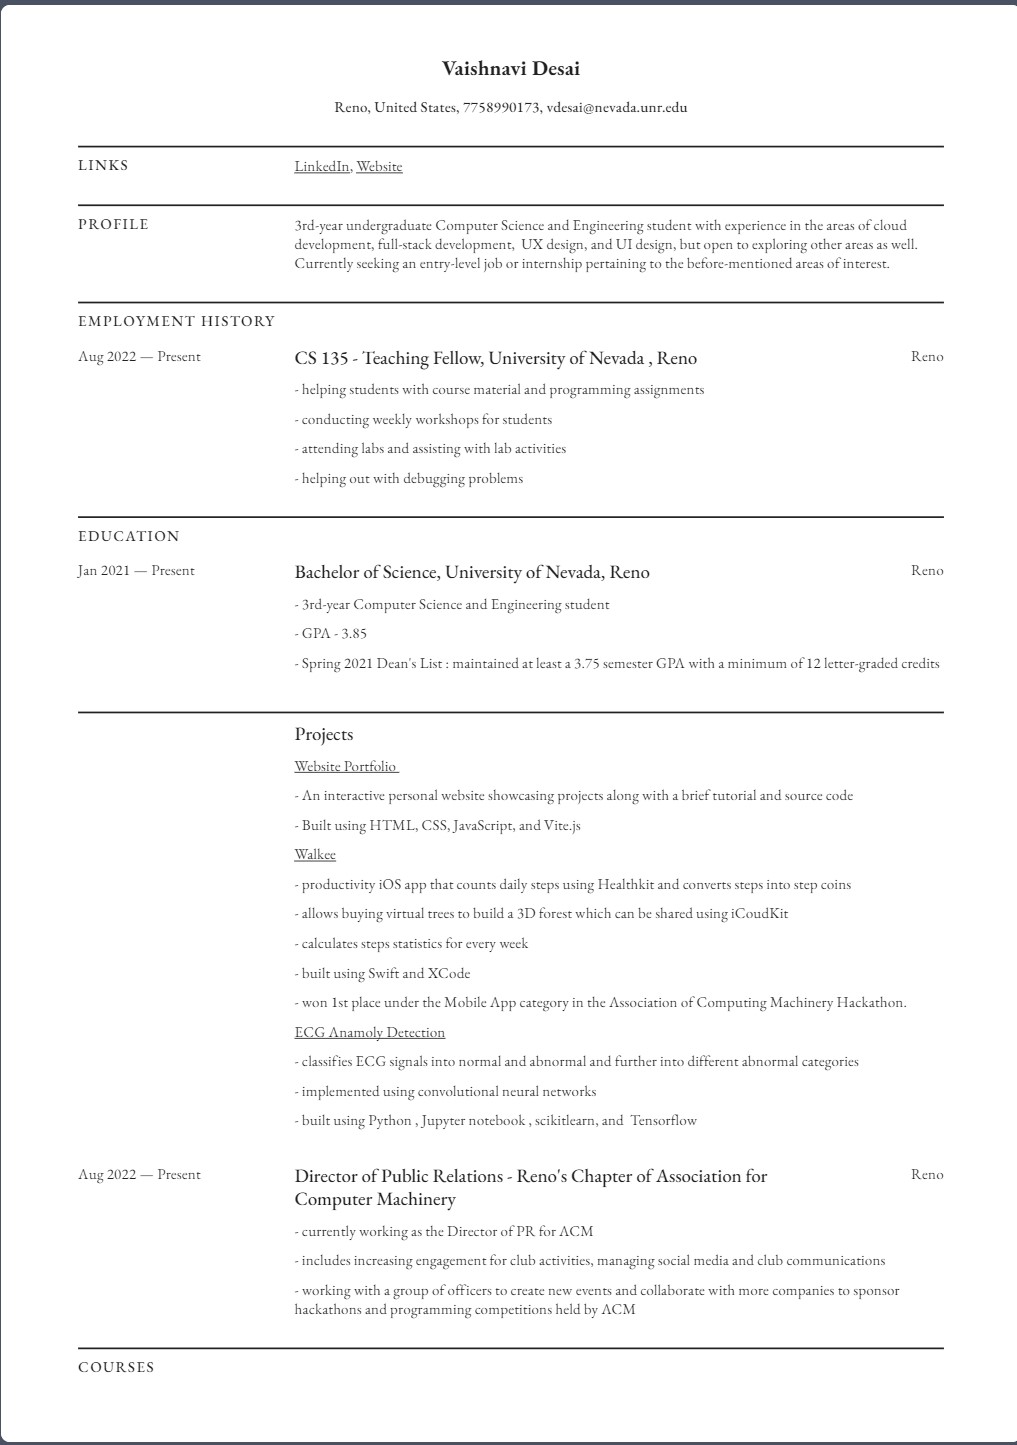 Vaishnavi Desai
Reno, United States, 7758990173, vdesai@nevada.unr.edu
LINKS
LinkedIn, Website
PROFILE
3rd-year undergraduate Computer Science and Engineering student with experience in the areas of cloud
development, full-stack development,  UX design, and UI design, but open to exploring other areas as well.
Currently seeking an entry-level job or internship pertaining to the before-mentioned areas of interest.
EMPLOYMENT HISTORY
Aug 2022 — Present CS 135 - Teaching Fellow, University of Nevada , Reno Reno
- helping students with course material and programming assignments
- conducting weekly workshops for students
- attending labs and assisting with lab activities
- helping out with debugging problems
EDUCATION
Jan 2021 — Present Bachelor of Science, University of Nevada, Reno Reno
- 3rd-year Computer Science and Engineering student
- GPA - 3.85
- Spring 2021 Dean's List : maintained at least a 3.75 semester GPA with a minimum of 12 letter-graded credits
Projects
Website Portfolio
- An interactive personal website showcasing projects along with a brief tutorial and source code
- Built using HTML, CSS, JavaScript, and Vite.js
Walkee
- productivity iOS app that counts daily steps using Healthkit and converts steps into step coins
- allows buying virtual trees to build a 3D forest which can be shared using iCoudKit
- calculates steps statistics for every week
- built using Swift and XCode
- won 1st place under the Mobile App category in the Association of Computing Machinery Hackathon.
ECG Anamoly Detection
- classifies ECG signals into normal and abnormal and further into different abnormal categories
- implemented using convolutional neural networks
- built using Python , Jupyter notebook , scikitlearn, and  Tensorflow
Aug 2022 — Present Director of Public Relations - Reno's Chapter of Association for Reno
Computer Machinery
- currently working as the Director of PR for ACM
- includes increasing engagement for club activities, managing social media and club communications
- working with a group of officers to create new events and collaborate with more companies to sponsor
hackathons and programming competitions held by ACM
COURSES